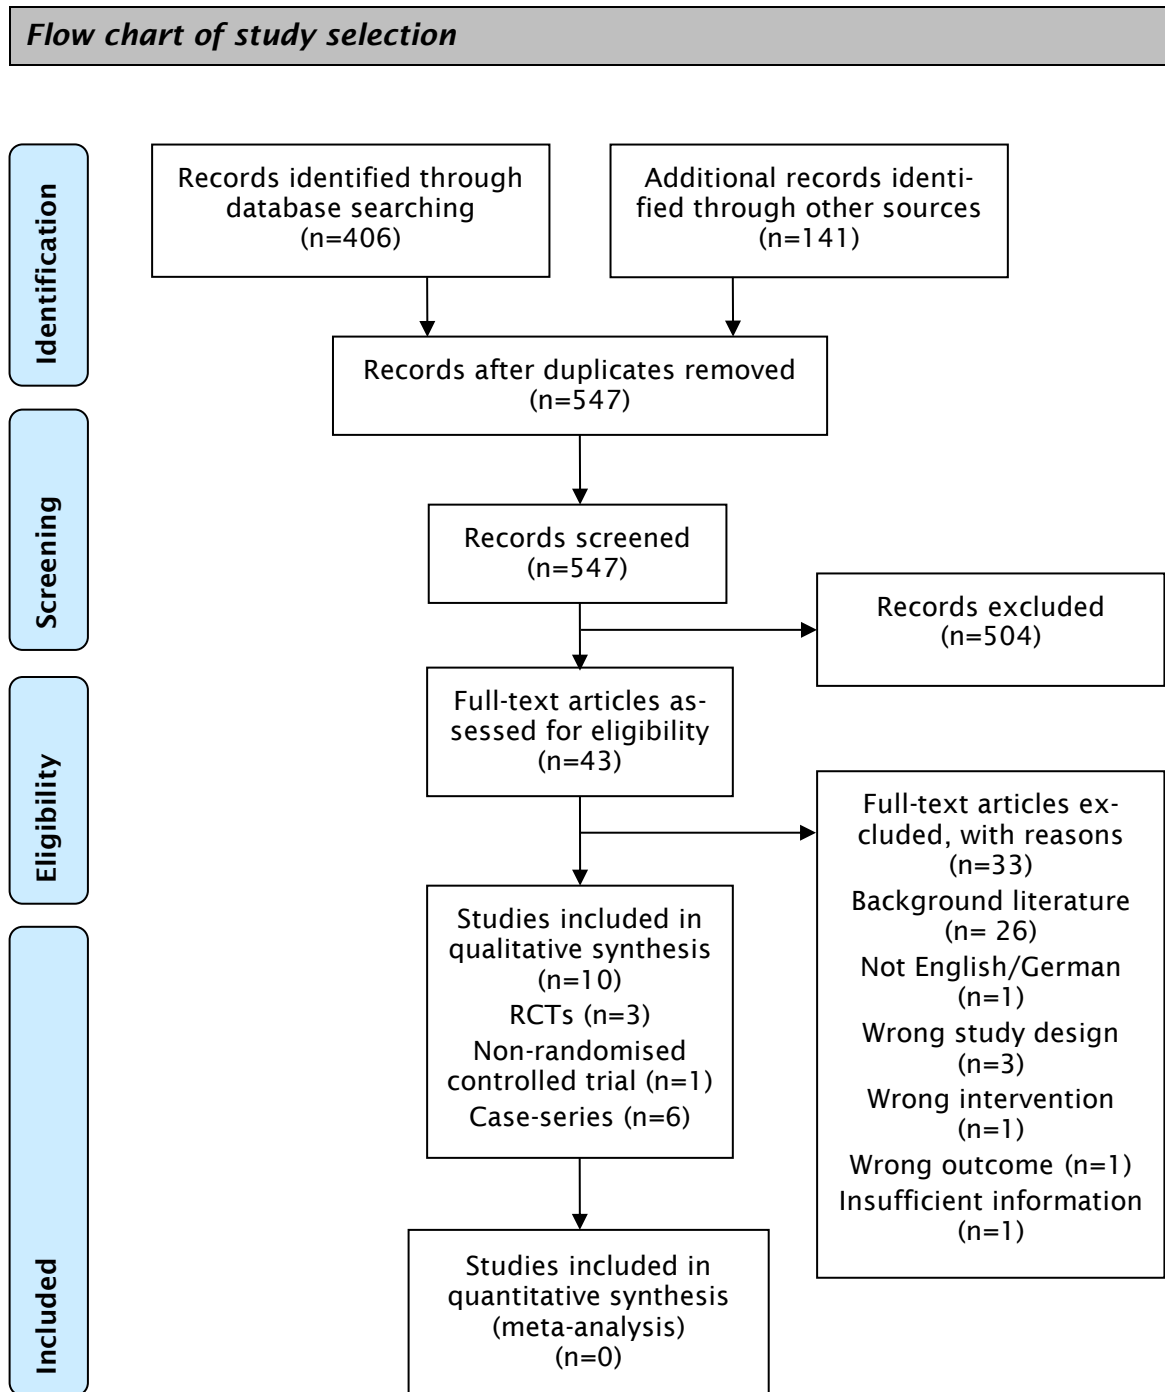 Flow chart of study selection
Identification
Records identified through
database searching
(n=406)
Additional records identi-
fied through other sources
(n=141)
Records after duplicates removed
(n=547)
Screening
Records screened
(n=547)
Records excluded
(n=504)
Eligibility
Full-text articles as-
sessed for eligibility
(n=43)
Full-text articles ex-
cluded, with reasons
(n=33)
Background literature
(n= 26)
Not English/German
(n=1)
Wrong study design
(n=3)
Wrong intervention
(n=1)
Wrong outcome (n=1)
Insufficient information
(n=1)
Included
Studies included in
qualitative synthesis
(n=10)
RCTs (n=3)
Non-randomised
controlled trial (n=1)
Case-series (n=6)
Studies included in
quantitative synthesis
(meta-analysis)
(n=0)